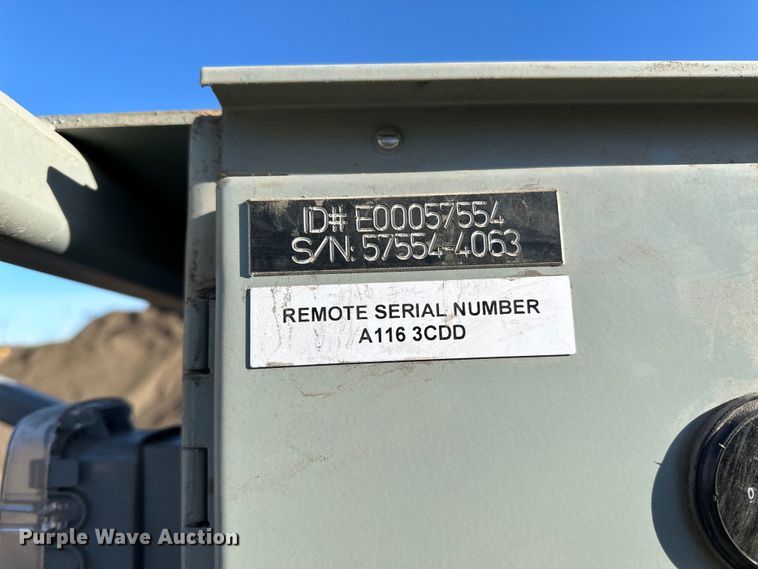 ID# E00057554
S/N: 57554-4063
REMOTE SERIAL NUMBER
A116 3CDD
Purple Wave Auction